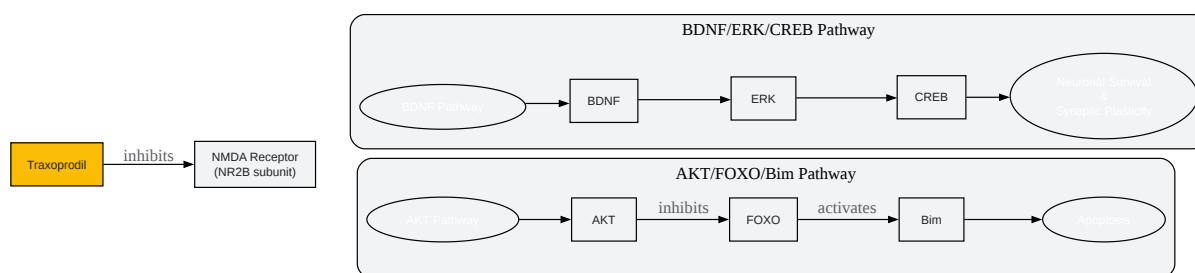 BDNF/ERK/CREB Pathway
BDNF Pathway
BDNF
ERK
CREB
Neuronal Survival
&
Synaptic Plasticity
Traxoprodil
inhibits
NMDA Receptor
(NR2B subunit)
AKT/FOXO/Bim Pathway
AKT Pathway
AKT
inhibits
FOXO
activates
Bim
Apoptosis